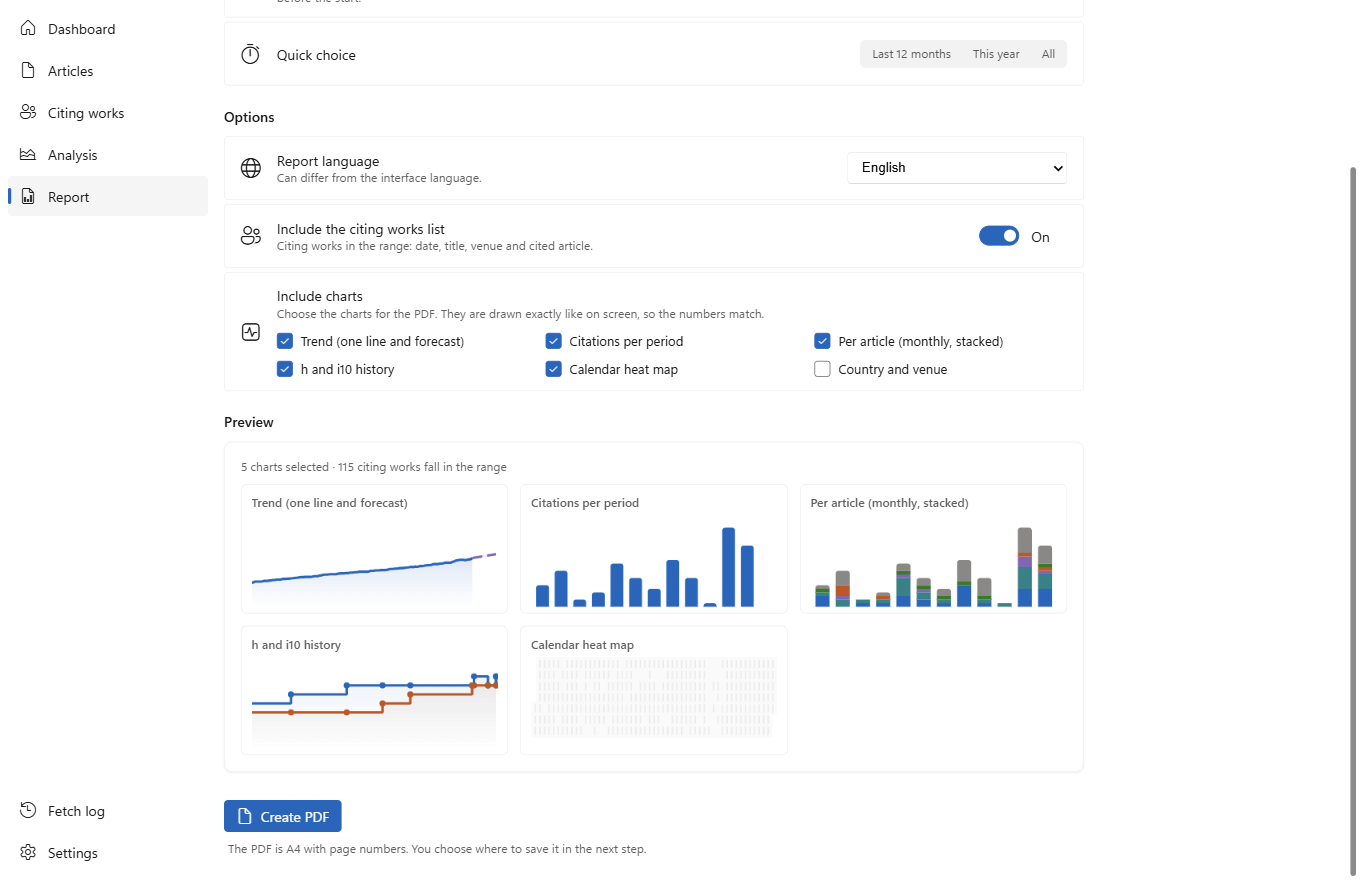 Dashboard
Articles
Citing works
Analysis
Report
Fetch log
Settings
before the start.
Quick choice
Last 12 months
This year
All
Options
Report language
Can differ from the interface language.
English
Include the citing works list
Citing works in the range: date, title, venue and cited article.
On
Include charts
Choose the charts for the PDF. They are drawn exactly like on screen, so the numbers match.
Trend (one line and forecast)
Citations per period
Per article (monthly, stacked)
h and i10 history
Calendar heat map
Country and venue
Preview
5 charts selected · 115 citing works fall in the range
Trend (one line and forecast)
Citations per period
Per article (monthly, stacked)
h and i10 history
Calendar heat map
Create PDF
The PDF is A4 with page numbers. You choose where to save it in the next step.